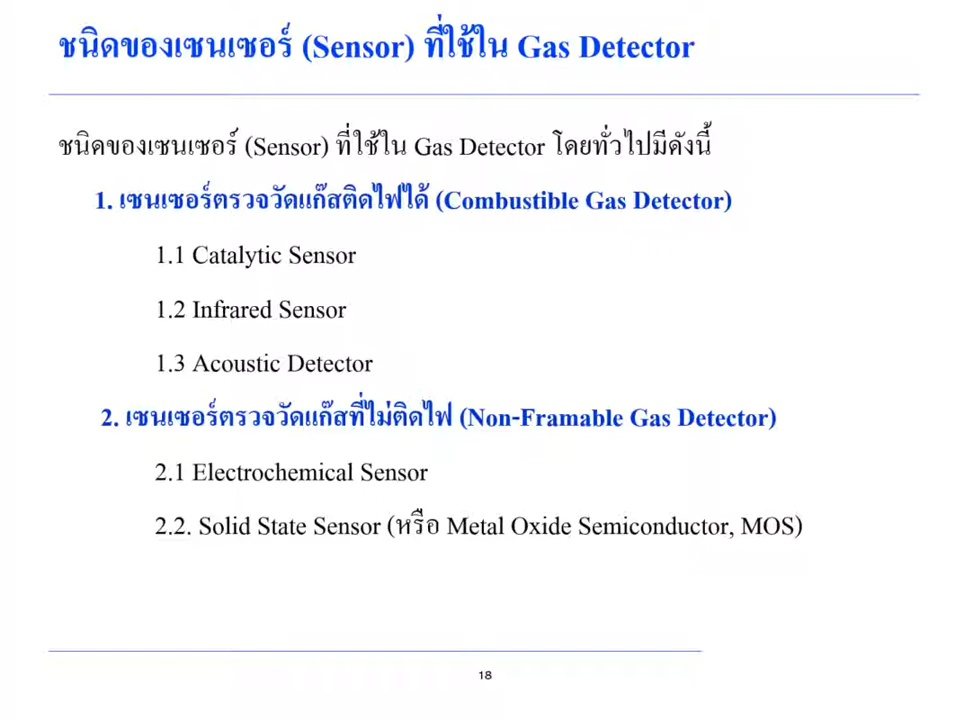 ชนิดของเซนเซอร์ (Sensor) ที่ใช้ใน Gas Detector
ชนิดของเซนเซอร์ (Sensor) ที่ใช้ใน Gas Detector โดยทั่วไปมีดังนี้
1. เซนเซอร์ตรวจวัดแก๊สติดไฟได้ (Combustible Gas Detector)
1.1 Catalytic Sensor
1.2 Infrared Sensor
1.3 Acoustic Detector
2. เซนเซอร์ตรวจวัดแก๊สที่ไม่ติดไฟ (Non-Framable Gas Detector)
2.1 Electrochemical Sensor
2.2. Solid State Sensor (หรือ Metal Oxide Semiconductor, MOS)
18